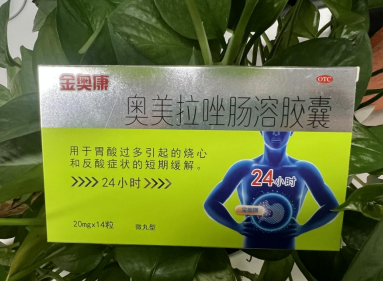 金奥康
OTC
奥美拉唑肠溶胶囊
用于胃酸过多引起的烧心
和反酸症状的短期缓解。
>>>>> 24小时 >>>>>
24小时
20mg×14粒
微丸型